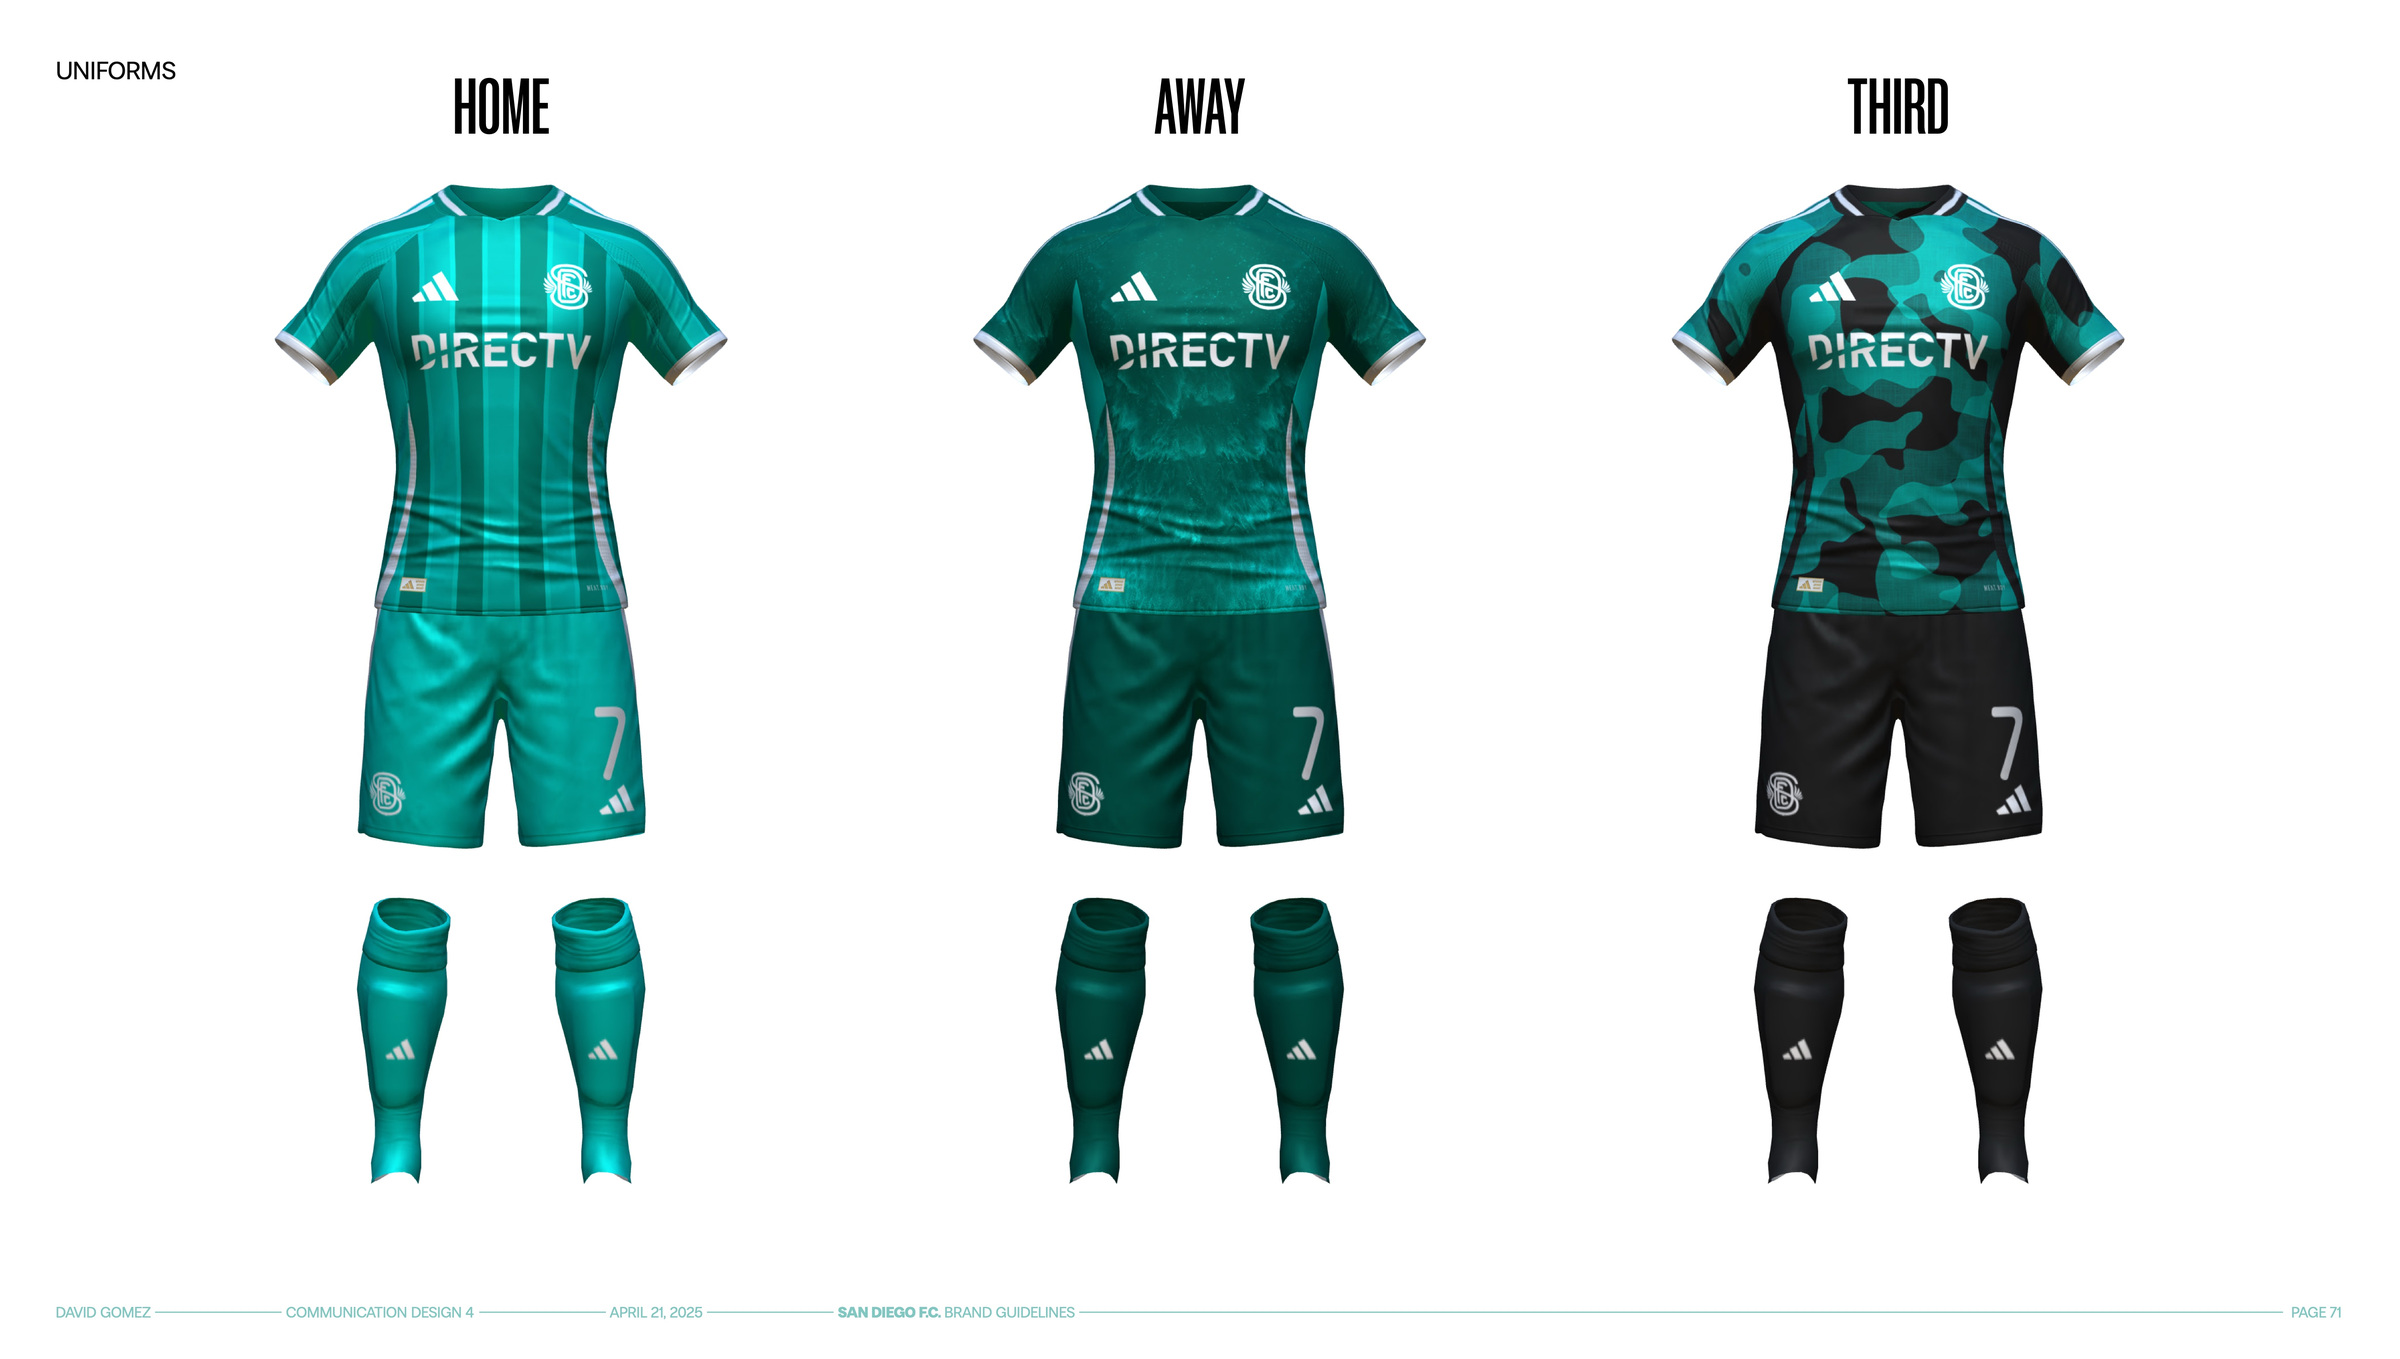 UNIFORMS
HOME
AWAY
THIRD
DIRECTV
DIRECTV
DIRECTV
7
7
7
DAVID GOMEZ
COMMUNICATION DESIGN 4
APRIL 21, 2025
SAN DIEGO F.C. BRAND GUIDELINES
PAGE 71